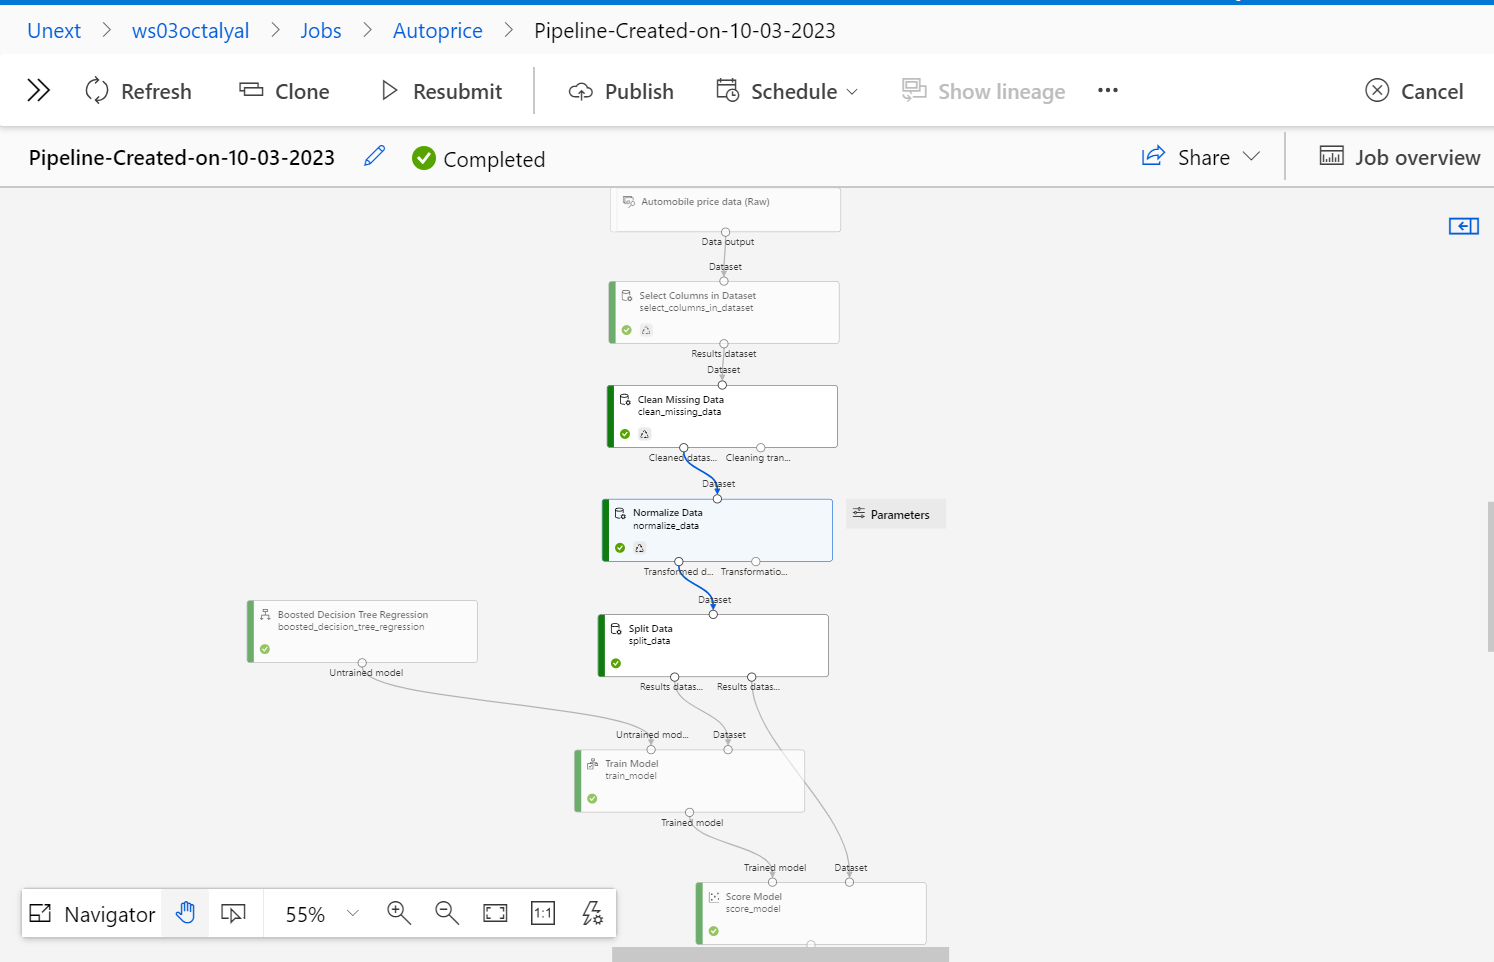 Unext > ws03octalyal > Jobs > Autoprice > Pipeline-Created-on-10-03-2023
Refresh Clone Resubmit Publish Schedule Show lineage ... Cancel
Pipeline-Created-on-10-03-2023 Completed Share Job overview
Automobile price data (Raw)
Data output
Dataset
Select Columns in Dataset
select_columns_in_dataset
Results dataset
Dataset
Clean Missing Data
clean_missing_data
Cleaned datas... Cleaning tran...
Dataset
Normalize Data
normalize_data
Parameters
Transformed d... Transformatio...
Dataset
Boosted Decision Tree Regression
boosted_decision_tree_regression
Untrained model
Split Data
split_data
Results datas... Results datas...
Untrained mod... Dataset
Train Model
train_model
Trained model
Trained model Dataset
Score Model
score_model
Navigator 55% 1:1